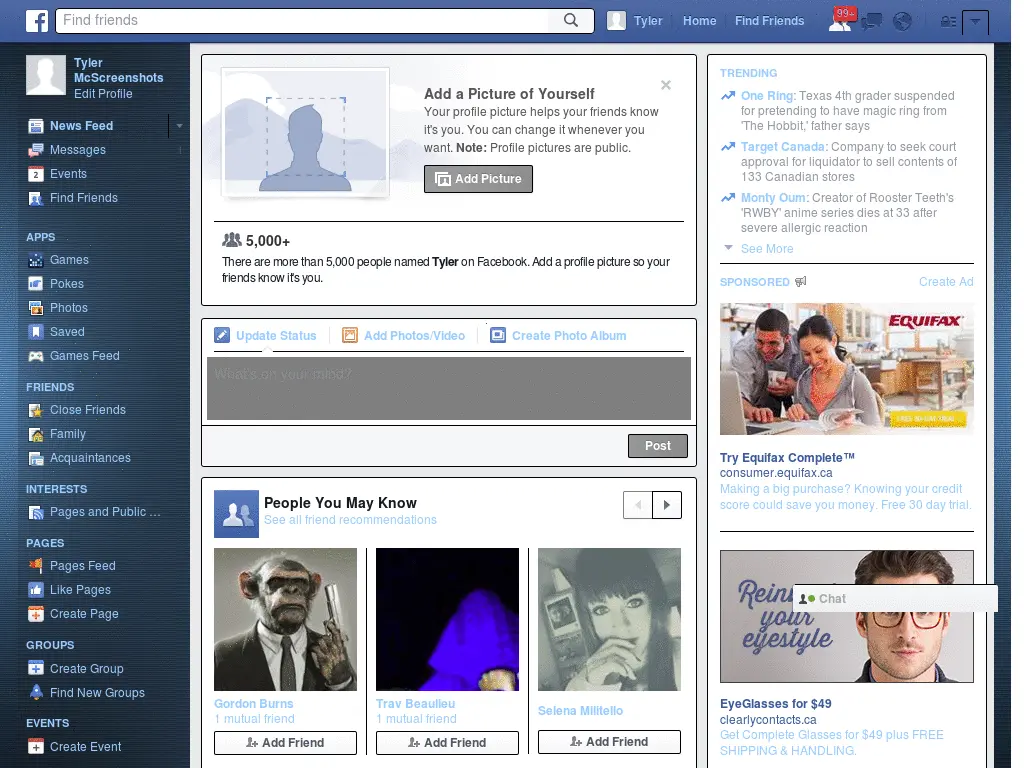 Find friends
Tyler
Home
Find Friends
99+
Tyler
McScreenshots
Edit Profile
News Feed
Messages
1
2
Events
Find Friends
APPS
Games
Pokes
Photos
Saved
Games Feed
FRIENDS
Close Friends
Family
Acquaintances
INTERESTS
Pages and Public ...
PAGES
Pages Feed
Like Pages
Create Page
GROUPS
Create Group
Find New Groups
EVENTS
Create Event
Add a Picture of Yourself
Your profile picture helps your friends know
it's you. You can change it whenever you
want. Note: Profile pictures are public.
Add Picture
5,000+
There are more than 5,000 people named Tyler on Facebook. Add a profile picture so your
friends know it's you.
Update Status
Add Photos/Video
Create Photo Album
What's on your mind?
Post
People You May Know
See all friend recommendations
Gordon Burns
1 mutual friend
Add Friend
Trav Beaulieu
1 mutual friend
Add Friend
Selena Militello
Add Friend
TRENDING
One Ring: Texas 4th grader suspended
for pretending to have magic ring from
'The Hobbit,' father says
Target Canada: Company to seek court
approval for liquidator to sell contents of
133 Canadian stores
Monty Oum: Creator of Rooster Teeth's
'RWBY' anime series dies at 33 after
severe allergic reaction
See More
SPONSORED
Create Ad
EQUIFAX
Try Equifax Complete™
consumer.equifax.ca
Making a big purchase? Knowing your credit
score could save you money. Free 30 day trial.
your
eyestyle
Chat
EyeGlasses for $49
clearlycontacts.ca
Get Complete Glasses for $49 plus FREE
SHIPPING & HANDLING.